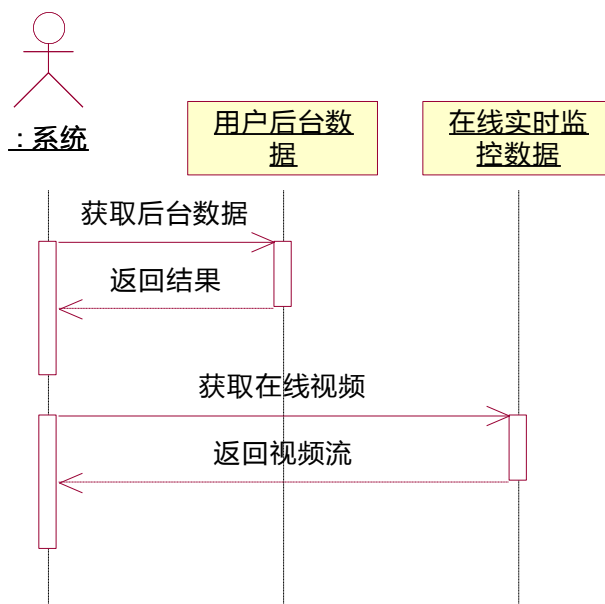 : 系统
用户后台数
据
在线实时监
控数据
获取后台数据
返回结果
获取在线视频
返回视频流